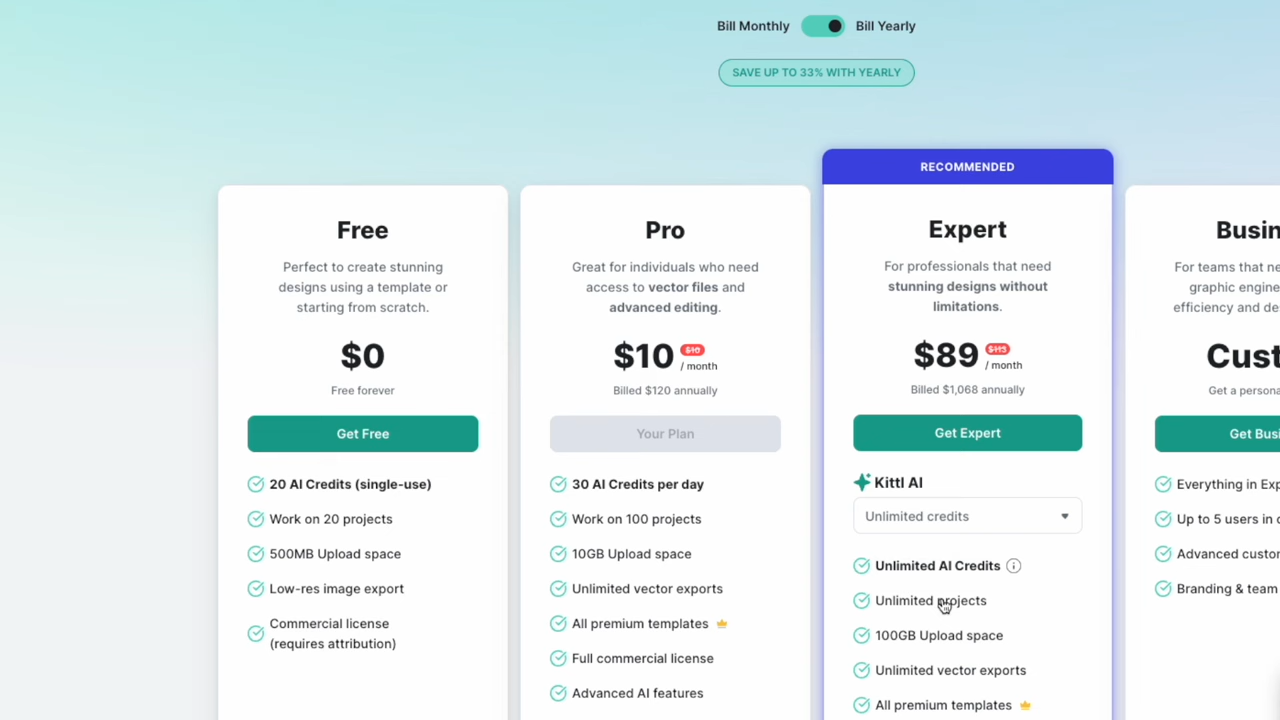 Bill Monthly
Bill Yearly
SAVE UP TO 33% WITH YEARLY
Free
Perfect to create stunning
designs using a template or
starting from scratch.
$0
Free forever
Get Free
20 AI Credits (single-use)
Work on 20 projects
500MB Upload space
Low-res image export
Commercial license
(requires attribution)
Pro
Great for individuals who need
access to vector files and
advanced editing.
$10
$10
/ month
Billed $120 annually
Your Plan
30 AI Credits per day
Work on 100 projects
10GB Upload space
Unlimited vector exports
All premium templates
Full commercial license
Advanced AI features
RECOMMENDED
Expert
For professionals that need
stunning designs without
limitations.
$89
$113
/ month
Billed $1,068 annually
Get Expert
Kittl AI
Unlimited credits
Unlimited AI Credits
Unlimited projects
100GB Upload space
Unlimited vector exports
All premium templates
Busin
For teams that ne
graphic engine
efficiency and de
Cust
Get a persona
Get Busi
Everything in Exp
Up to 5 users in
Advanced custo
Branding & team